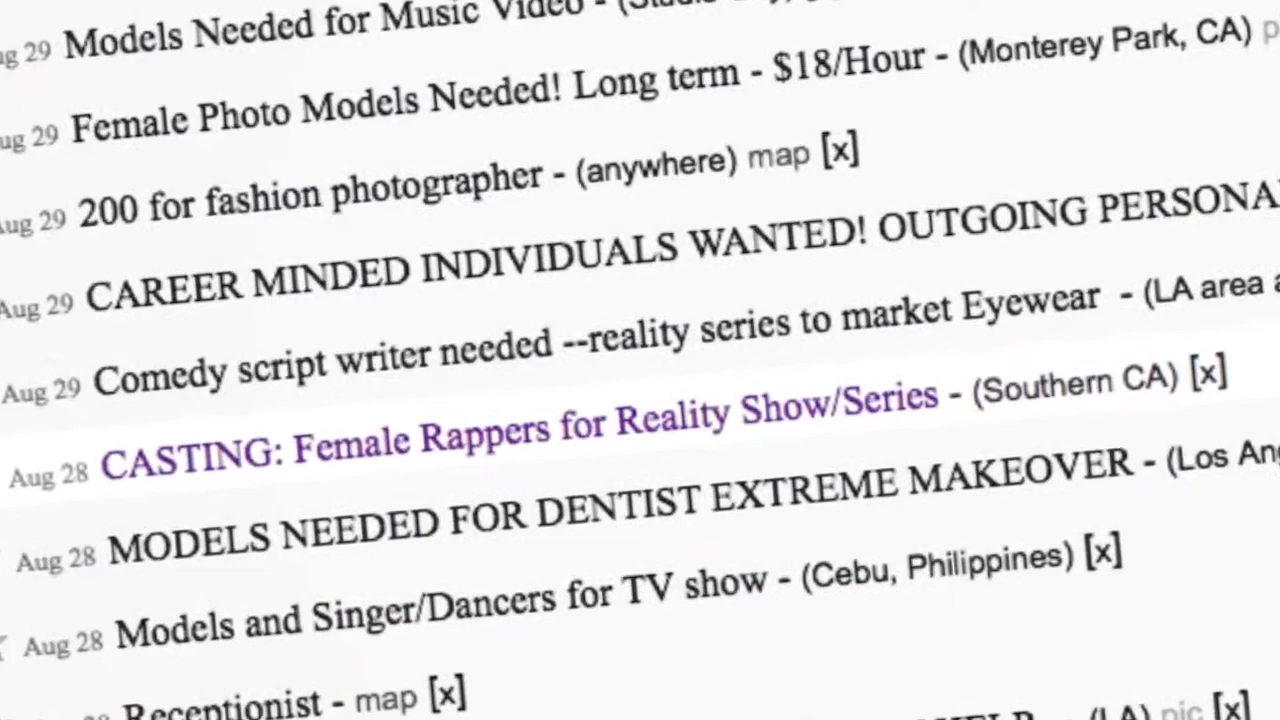 29 Models Needed for Music Video - (
29 Female Photo Models Needed! Long term - $18/Hour - (Monterey Park, CA)
29 200 for fashion photographer - (anywhere) map [x]
Aug 29 CAREER MINDED INDIVIDUALS WANTED! OUTGOING
Aug 29 Comedy script writer needed --reality series to market Eyewear - (LA area
Aug 28 CASTING: Female Rappers for Reality Show/Series - (Southern CA) [x]
Aug 28 MODELS NEEDED FOR DENTIST EXTREME MAKEOVER - (Los
Aug 28 Models and Singer/Dancers for TV show - (Cebu, Philippines) [x]
Receptionist - map [x]
(LA) pic [x]